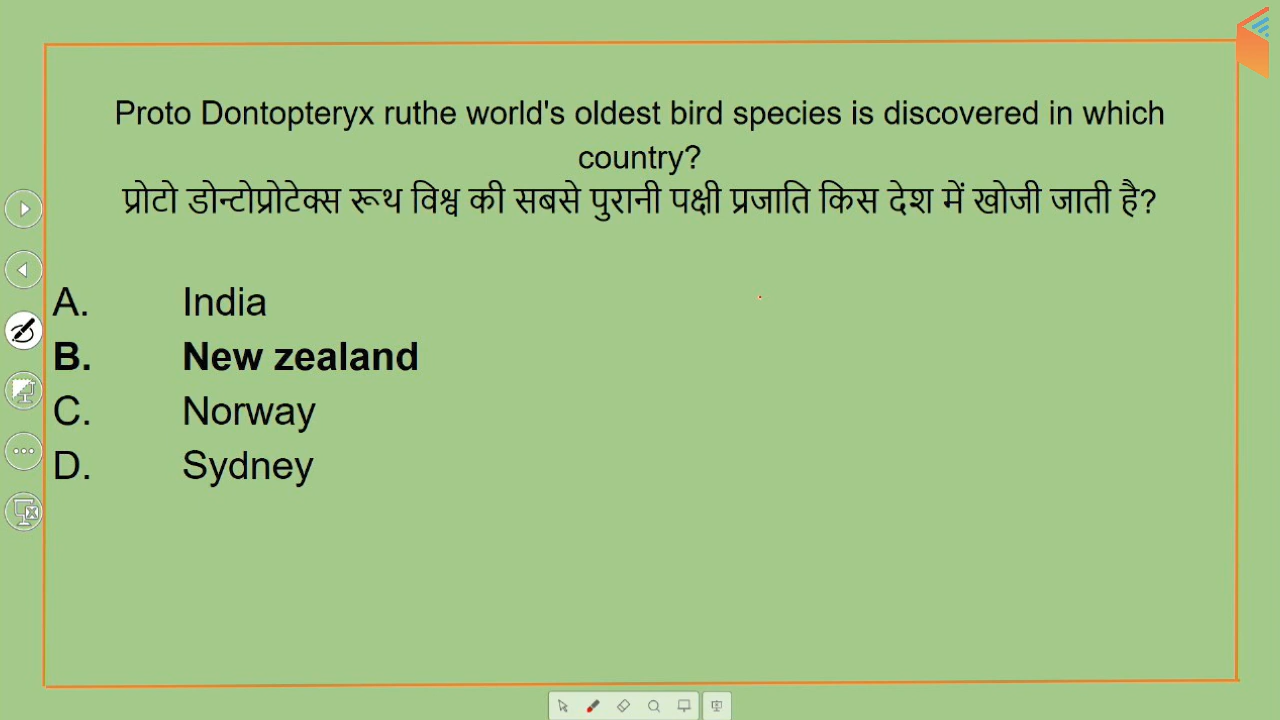 Proto Dontopteryx ruthe world's oldest bird species is discovered in which
country?
प्रोटो डोन्टोप्रोटेक्स रूथ विश्व की सबसे पुरानी पक्षी प्रजाति किस देश में खोजी जाती है?
A. India
B. New zealand
C. Norway
D. Sydney